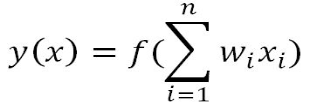 y(x) = f(∑_{i=1}^{n} w_i x_i)